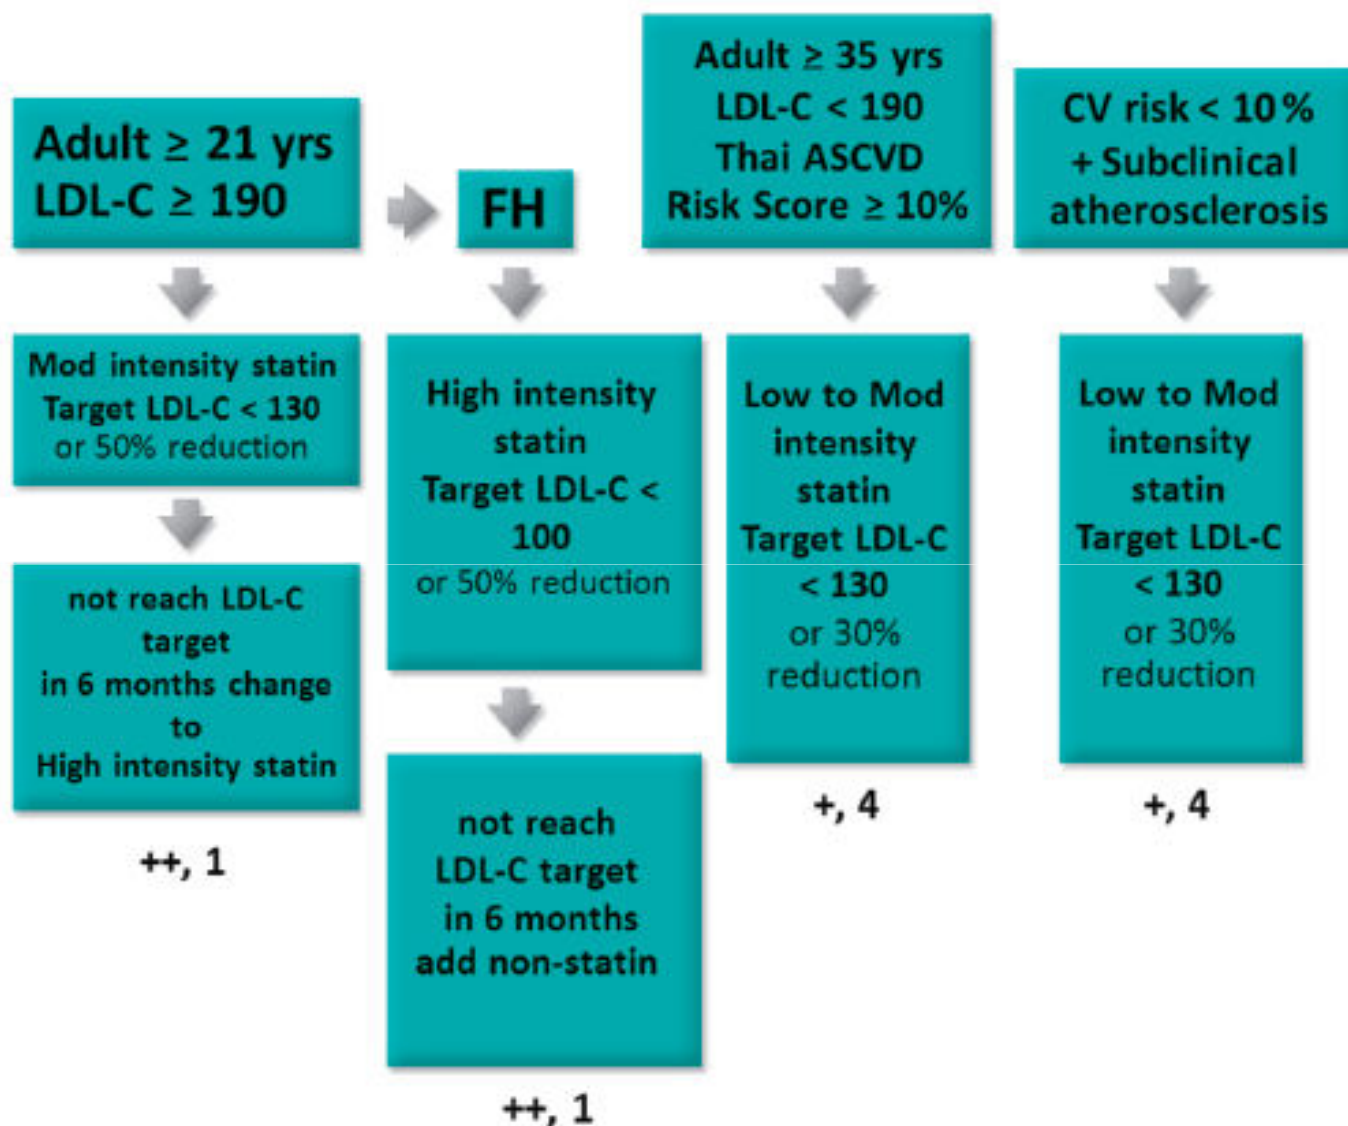 Adult ≥ 21 yrs
LDL-C ≥ 190
Mod intensity statin
Target LDL-C < 130
or 50% reduction
not reach LDL-C
target
in 6 months change
to
High intensity statin
++, 1
FH
High intensity
statin
Target LDL-C <
100
or 50% reduction
not reach
LDL-C target
in 6 months
add non-statin
++, 1
Adult ≥ 35 yrs
LDL-C < 190
Thai ASCVD
Risk Score ≥ 10%
Low to Mod
intensity
statin
Target LDL-C
< 130
or 30%
reduction
+, 4
CV risk < 10%
+ Subclinical
atherosclerosis
Low to Mod
intensity
statin
Target LDL-C
< 130
or 30%
reduction
+, 4